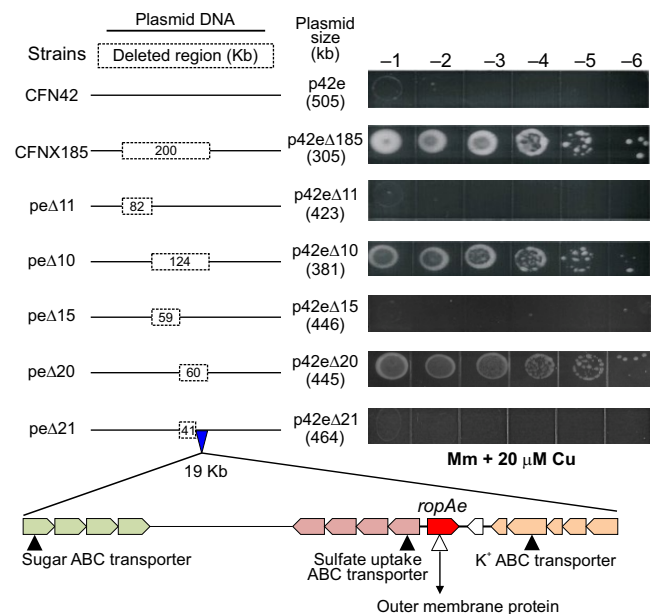 Plasmid DNA
Plasmid size (kb)
Strains
Deleted region (Kb)
–1 –2 –3 –4 –5 –6
CFN42
p42e (505)
CFNX185
200
p42eΔ185 (305)
peΔ11
82
p42eΔ11 (423)
peΔ10
124
p42eΔ10 (381)
peΔ15
59
p42eΔ15 (446)
peΔ20
60
p42eΔ20 (445)
peΔ21
41
p42eΔ21 (464)
Mm + 20 μM Cu
19 Kb
ropAe
Sugar ABC transporter
Sulfate uptake ABC transporter
K⁺ ABC transporter
Outer membrane protein